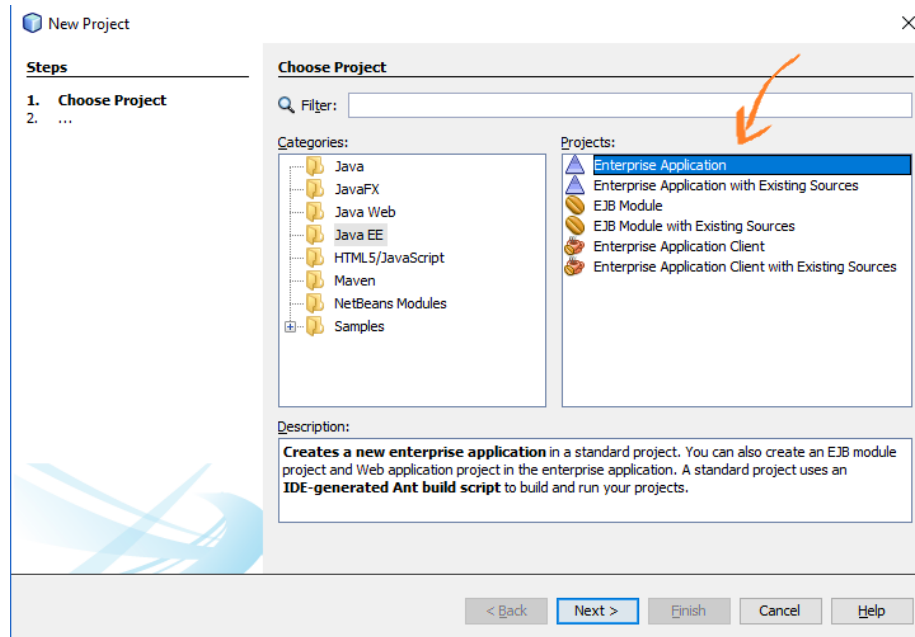 New Project
Steps
1. Choose Project
2. ...
Choose Project
Filter:
Categories:
Java
JavaFX
Java Web
Java EE
HTML5/JavaScript
Maven
NetBeans Modules
Samples
Projects:
Enterprise Application
Enterprise Application with Existing Sources
EJB Module
EJB Module with Existing Sources
Enterprise Application Client
Enterprise Application Client with Existing Sources
Description:
Creates a new enterprise application in a standard project. You can also create an EJB module
project and Web application project in the enterprise application. A standard project uses an
IDE-generated Ant build script to build and run your projects.
< Back Next > Finish Cancel Help